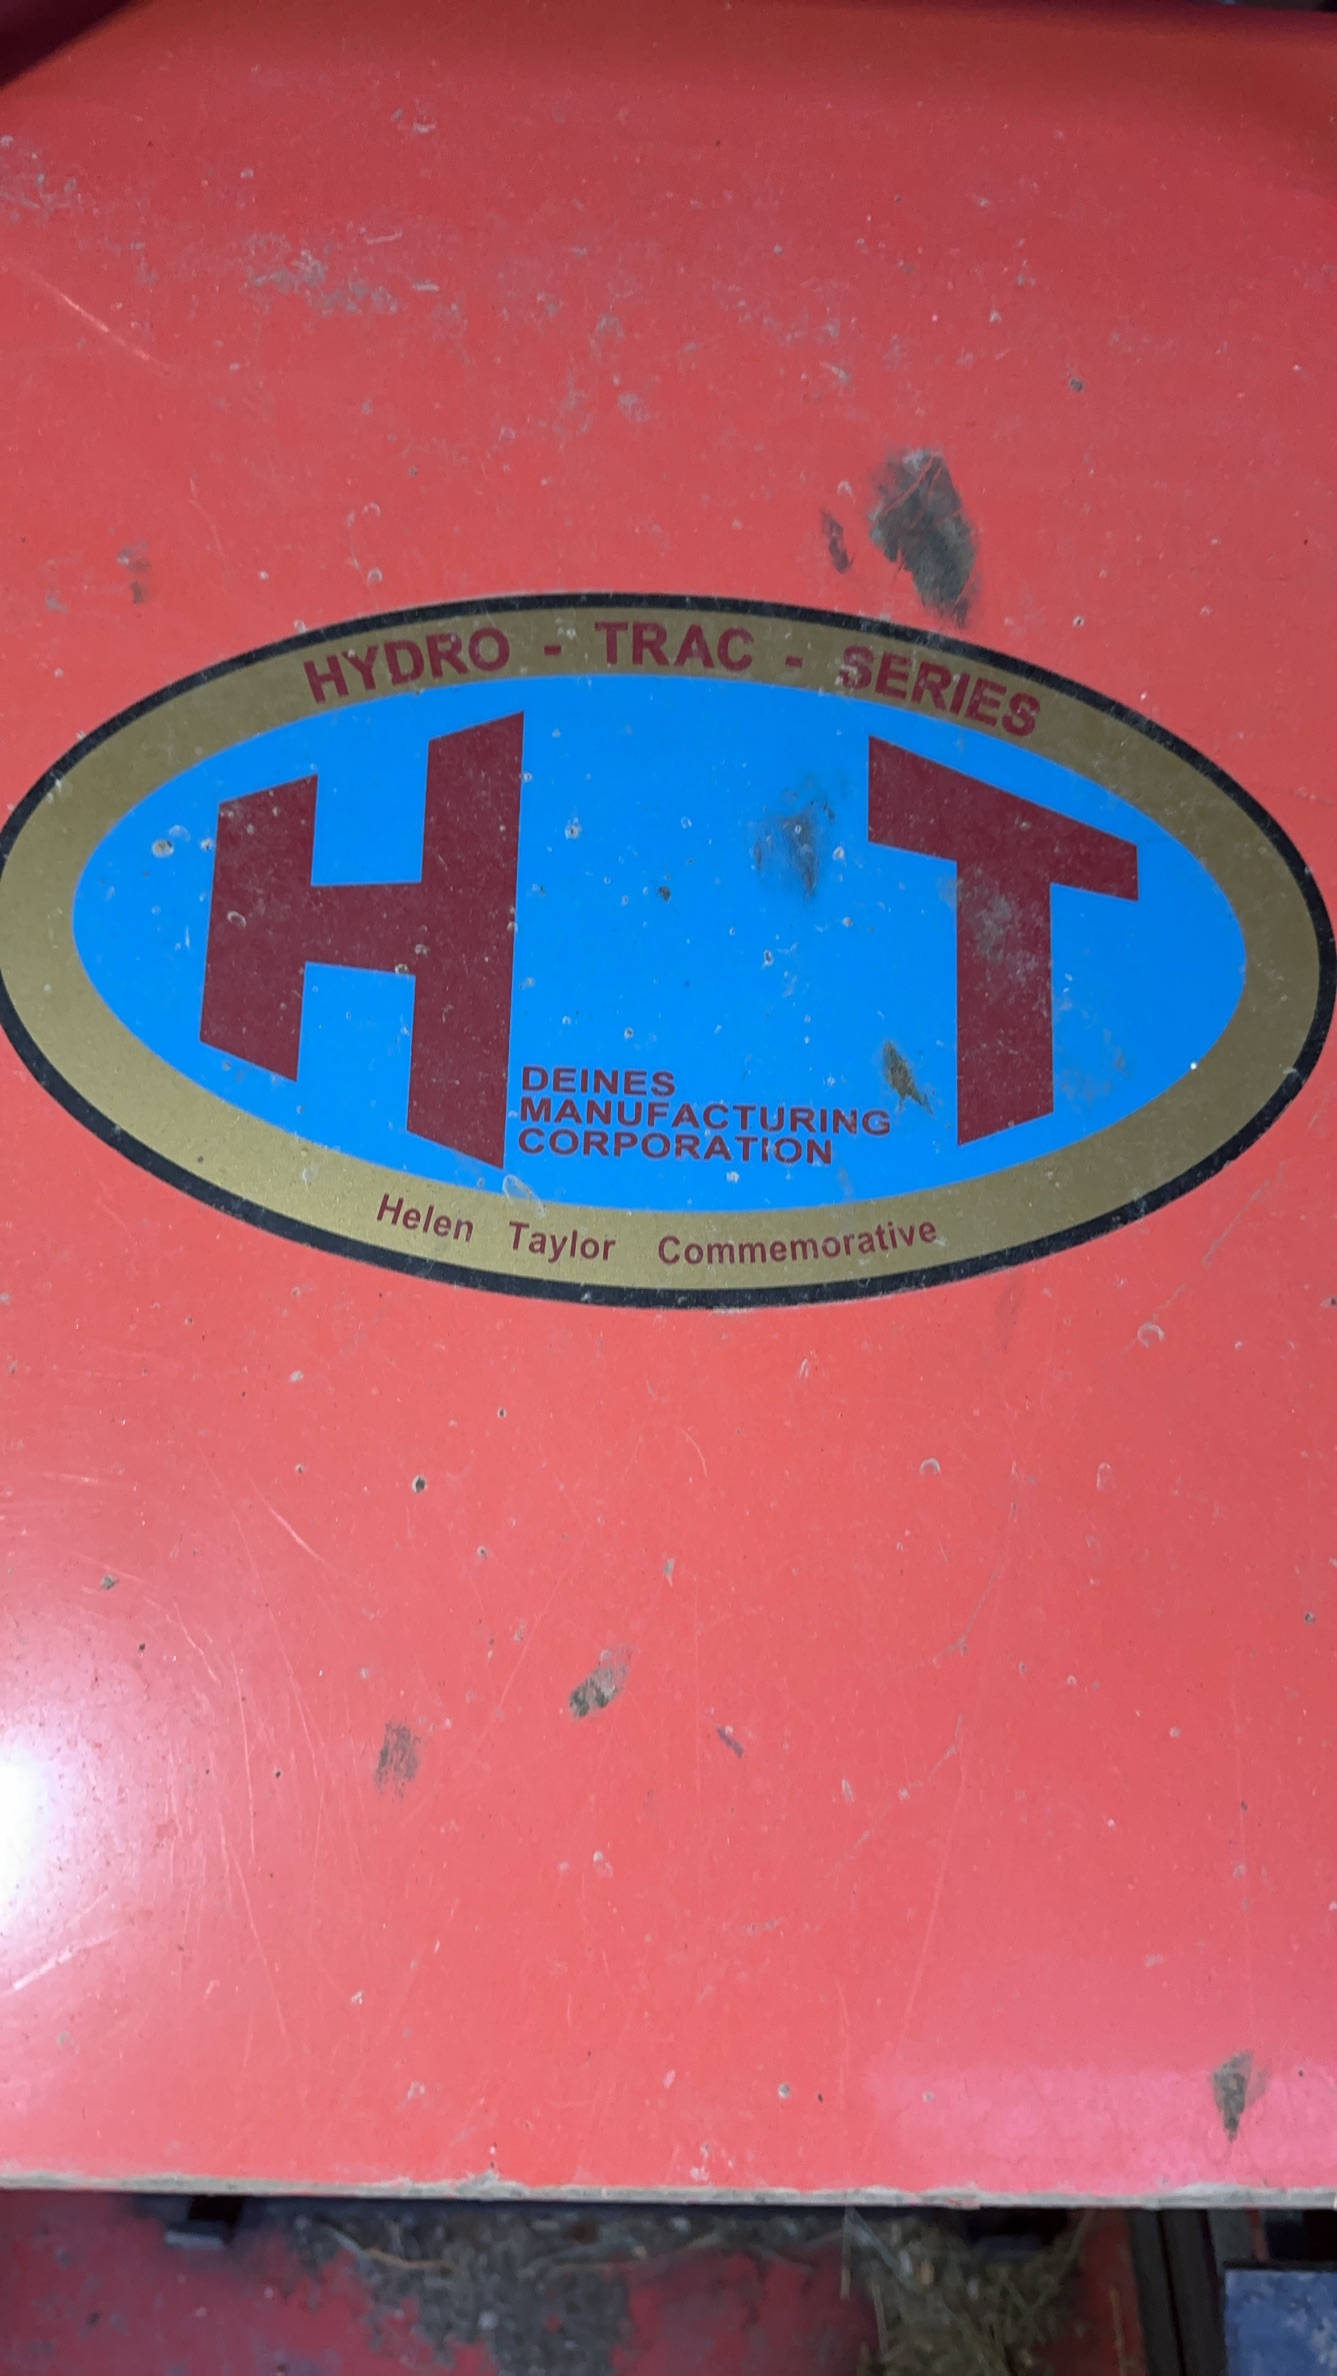 HYDRO - TRAC - SERIES
H T
DEINES
MANUFACTURING
CORPORATION
Helen Taylor Commemorative